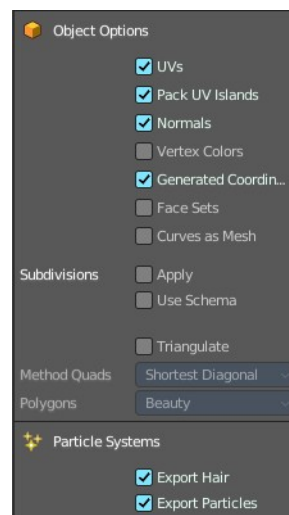 Object Options
UVs
Pack UV Islands
Normals
Vertex Colors
Generated Coordin...
Face Sets
Curves as Mesh
Subdivisions Apply
Use Schema
Triangulate
Method Quads Shortest Diagonal
Polygons Beauty
Particle Systems
Export Hair
Export Particles